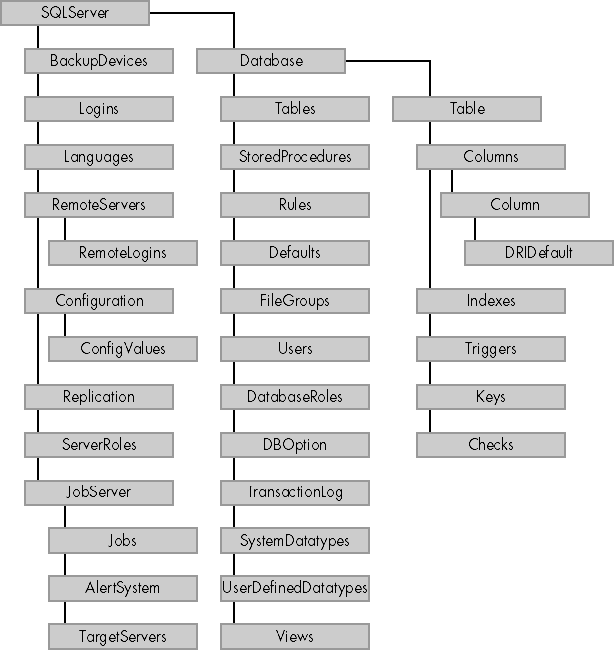 SQLServer
BackupDevices
Logins
Languages
RemoteServers
RemoteLogins
Configuration
ConfigValues
Replication
ServerRoles
JobServer
Jobs
AlertSystem
TargetServers
Database
Tables
StoredProcedures
Rules
Defaults
FileGroups
Users
DatabaseRoles
DBOption
TransactionLog
SystemDatatypes
UserDefinedDatatypes
Views
Table
Columns
Column
DRIDefault
Indexes
Triggers
Keys
Checks